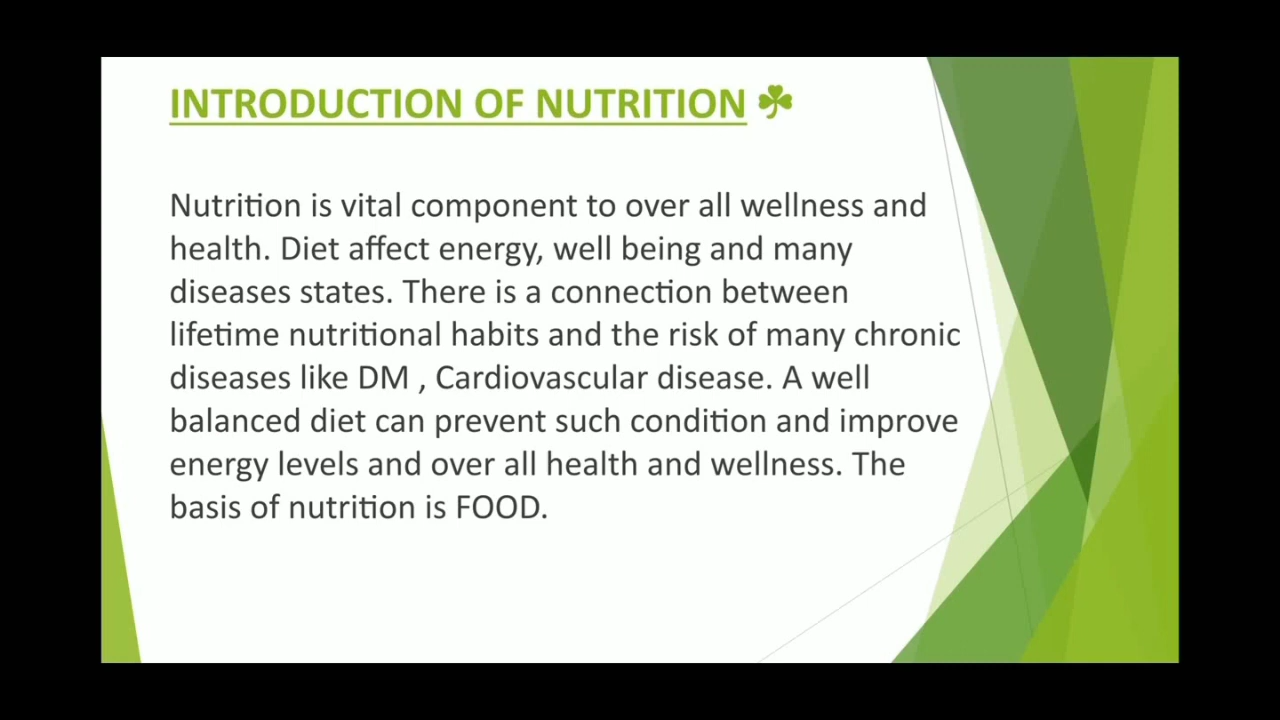 INTRODUCTION OF NUTRITION ☘
Nutrition is vital component to over all wellness and
health. Diet affect energy, well being and many
diseases states. There is a connection between
lifetime nutritional habits and the risk of many chronic
diseases like DM , Cardiovascular disease. A well
balanced diet can prevent such condition and improve
energy levels and over all health and wellness. The
basis of nutrition is FOOD.